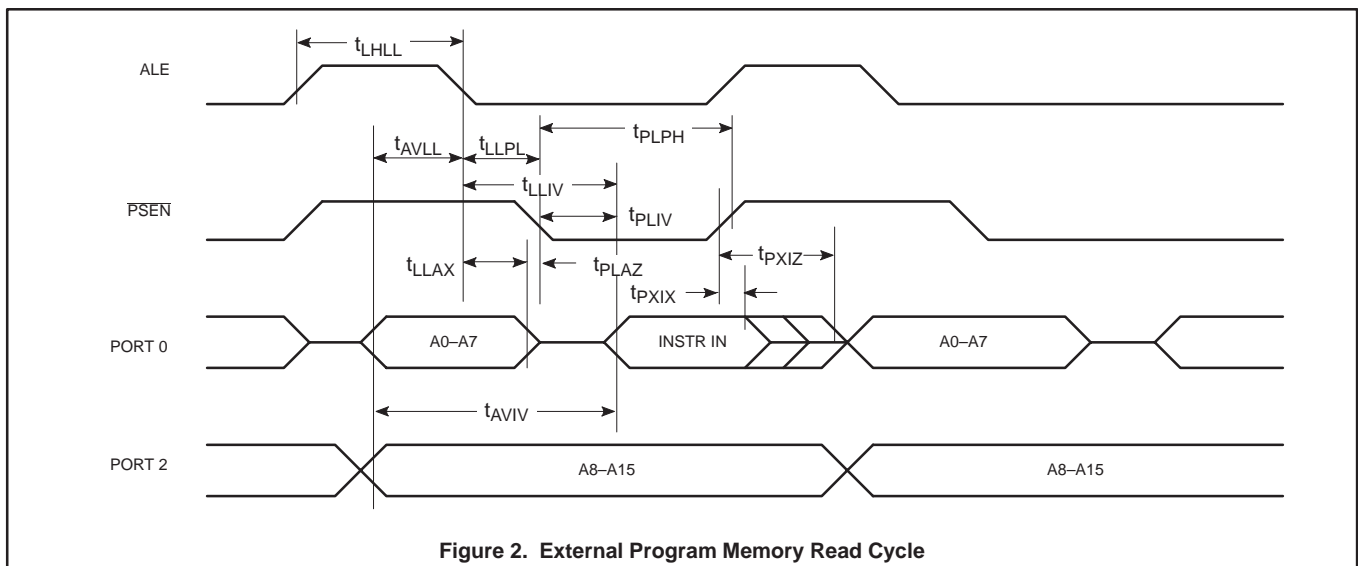 tLHLL
ALE
tPLPH
tAVLL tLLPL
tLLIV
PSEN
tPLIV
tLLAX tPLAZ tPXIZ
tPXIX
PORT 0 A0–A7 INSTR IN A0–A7
tAVIV
PORT 2 A8–A15 A8–A15
Figure 2. External Program Memory Read Cycle